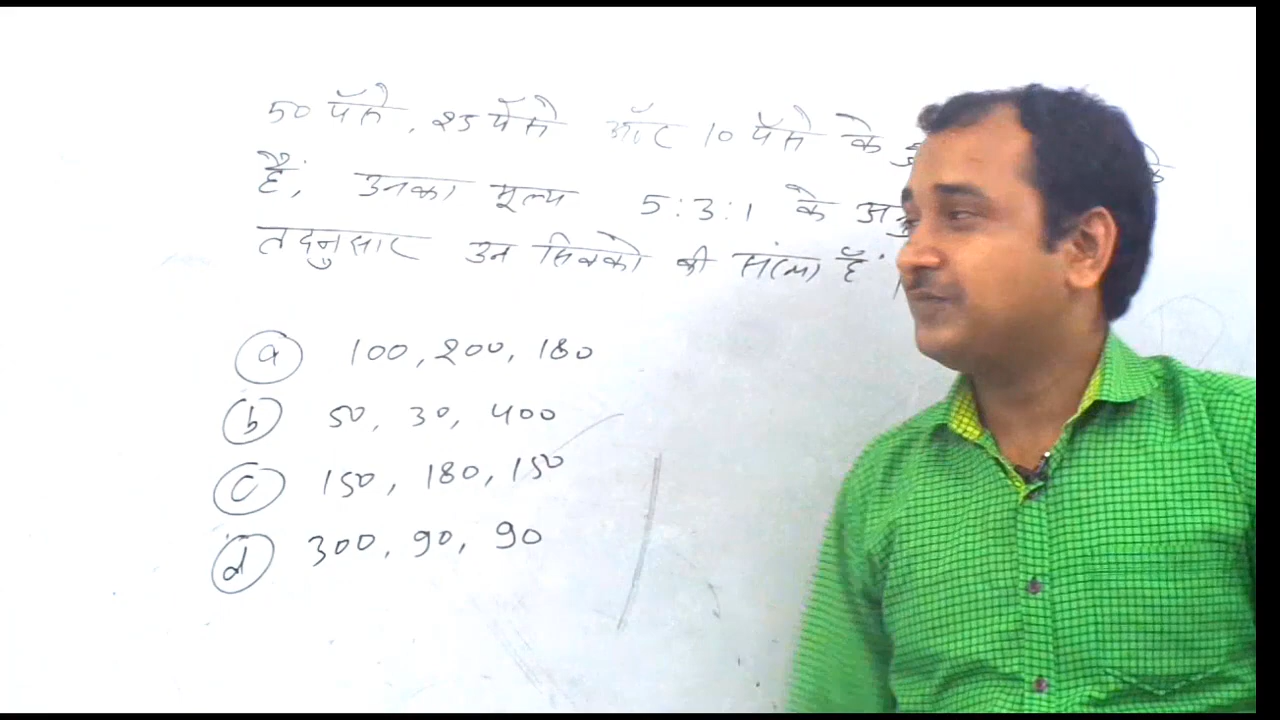 50 पैसे, 25 पैसे और 10 पैसे के
हैं, उनका मूल्य 5:3:1 के
तदनुसार उन सिक्को की संख्या है
(a) 100, 200, 180
(b) 50, 30, 400
(c) 150, 180, 150
(d) 300, 90, 90